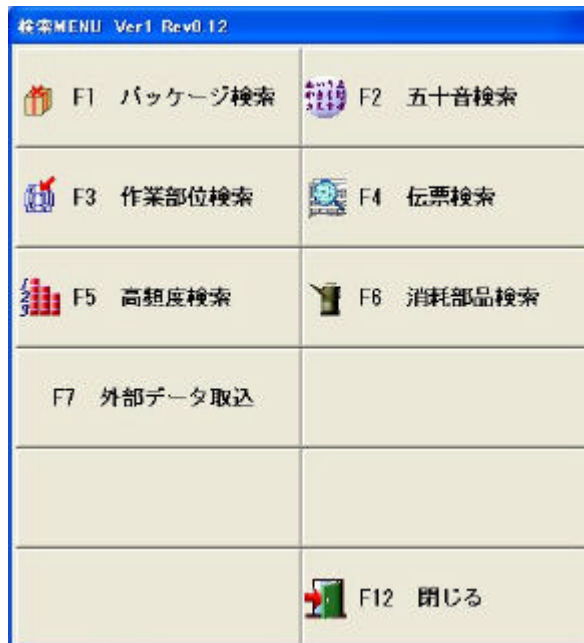 検索MENU Ver1 Rev0.12
F1 パッケージ検索
F2 五十音検索
F3 作業部位検索
F4 伝票検索
F5 高頻度検索
F6 消耗部品検索
F7 外部データ取込
F12 閉じる